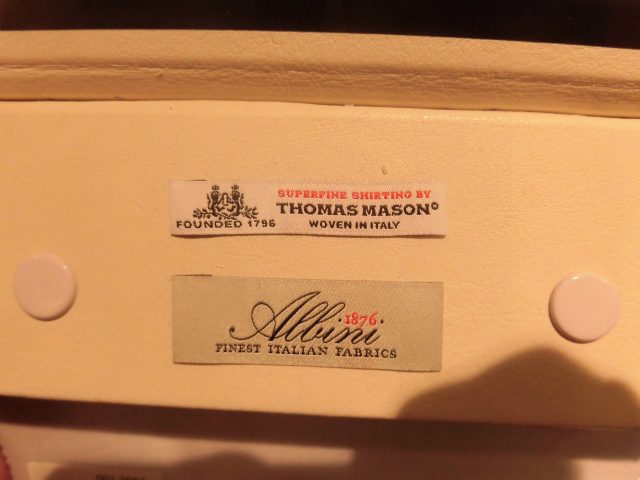 SUPERFINE SHIRTING BY
THOMAS MASON®
FOUNDED 1796
WOVEN IN ITALY
Albini 1876
FINEST ITALIAN FABRICS